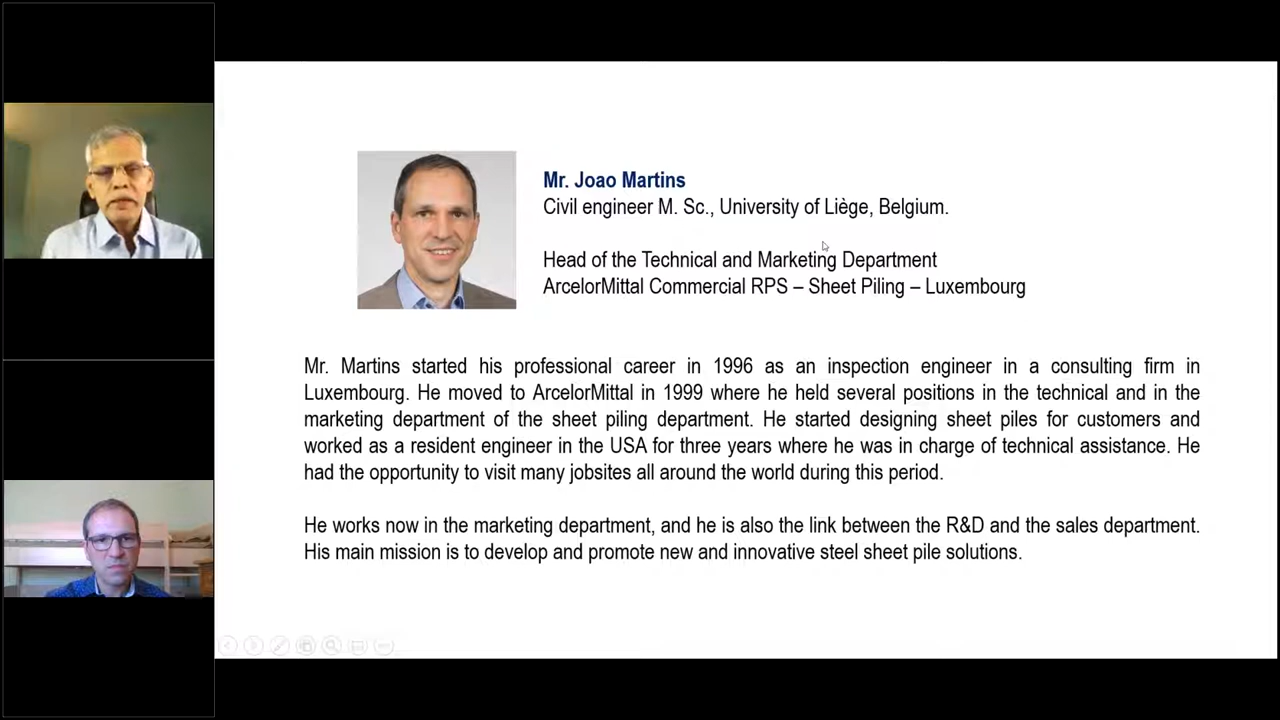 Mr. Joao Martins
Civil engineer M. Sc., University of Liège, Belgium.
Head of the Technical and Marketing Department
ArcelorMittal Commercial RPS – Sheet Piling – Luxembourg
Mr. Martins started his professional career in 1996 as an inspection engineer in a consulting firm in
Luxembourg. He moved to ArcelorMittal in 1999 where he held several positions in the technical and in the
marketing department of the sheet piling department. He started designing sheet piles for customers and
worked as a resident engineer in the USA for three years where he was in charge of technical assistance. He
had the opportunity to visit many jobsites all around the world during this period.
He works now in the marketing department, and he is also the link between the R&D and the sales department.
His main mission is to develop and promote new and innovative steel sheet pile solutions.